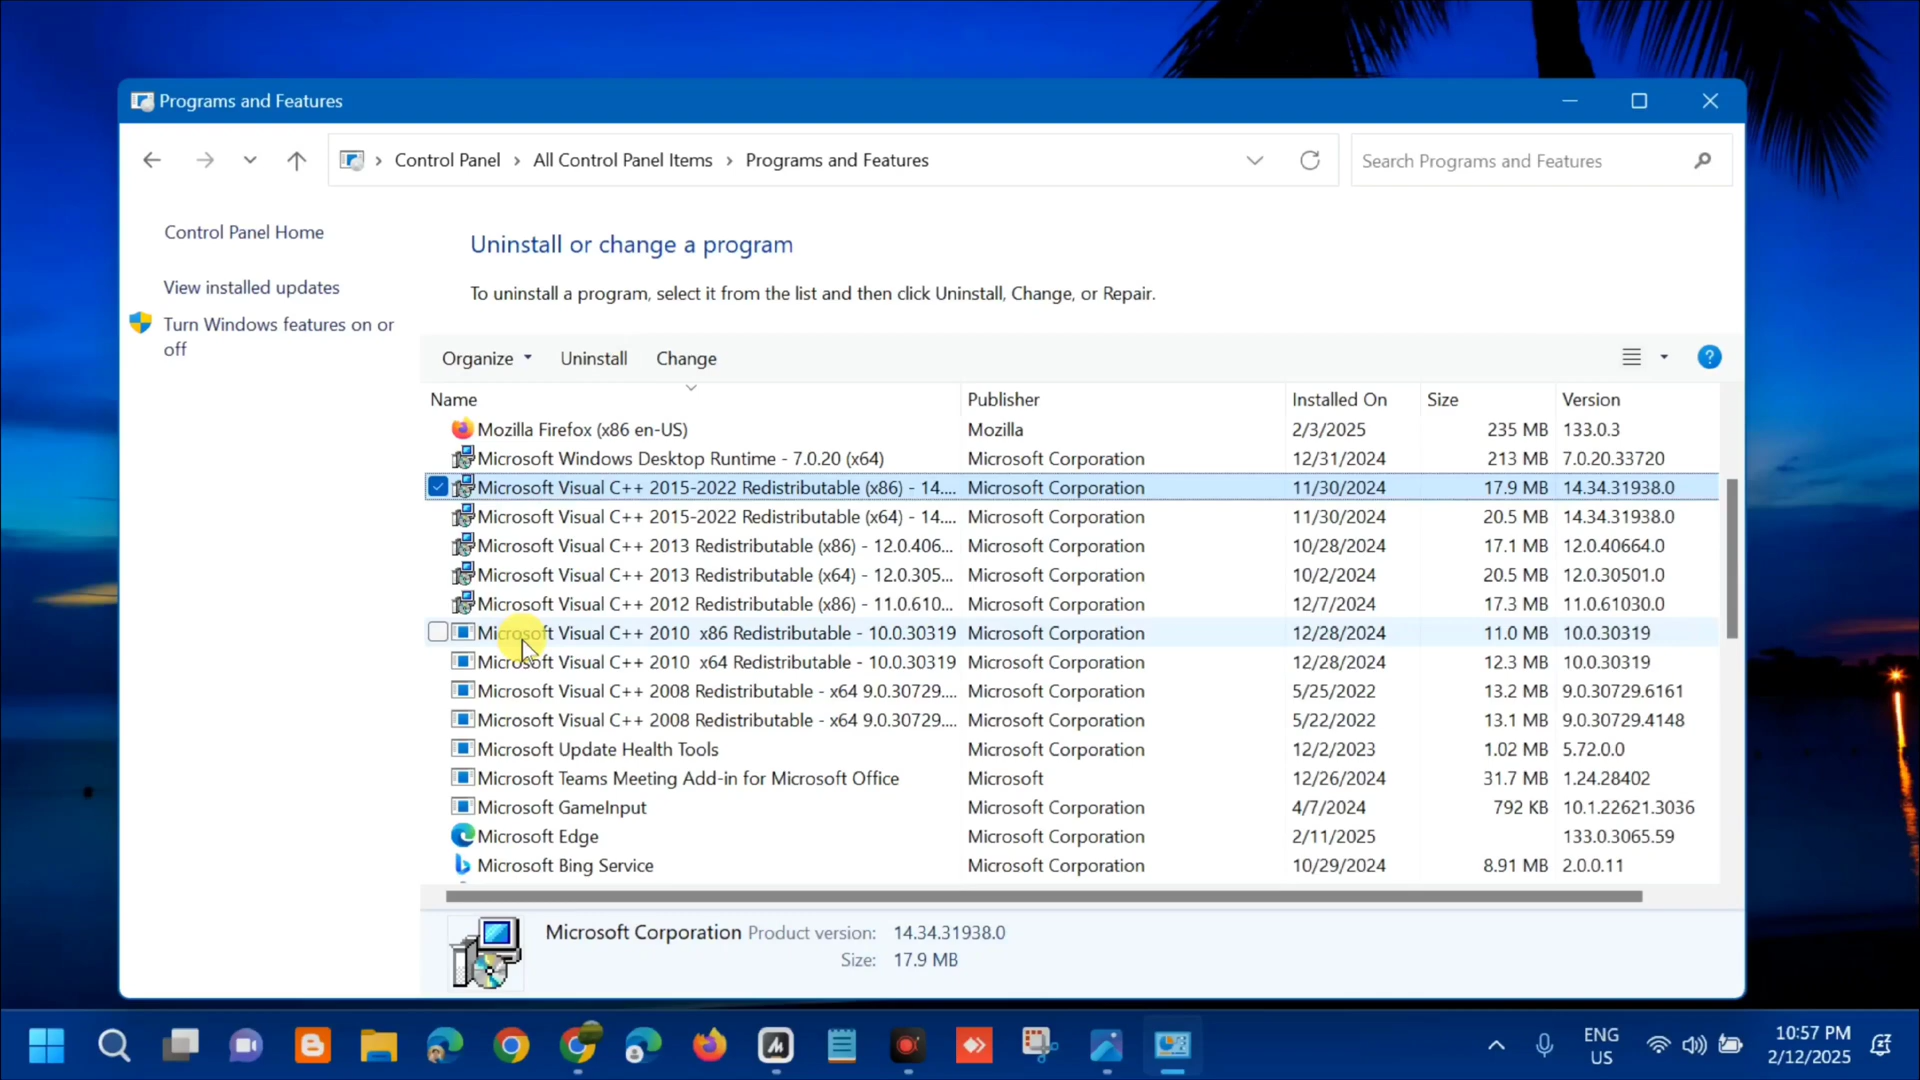 Programs and Features
Control Panel
All Control Panel Items
Programs and Features
Search Programs and Features
Control Panel Home
View installed updates
Turn Windows features on or
off
Uninstall or change a program
To uninstall a program, select it from the list and then click Uninstall, Change, or Repair.
Organize Uninstall Change
?
Name Publisher Installed On Size Version
Mozilla Firefox (x86 en-US) Mozilla 2/3/2025 235 MB 133.0.3
Microsoft Windows Desktop Runtime - 7.0.20 (x64) Microsoft Corporation 12/31/2024 213 MB 7.0.20.33720
Microsoft Visual C++ 2015-2022 Redistributable (x86) - 14.... Microsoft Corporation 11/30/2024 17.9 MB 14.34.31938.0
Microsoft Visual C++ 2015-2022 Redistributable (x64) - 14.... Microsoft Corporation 11/30/2024 20.5 MB 14.34.31938.0
Microsoft Visual C++ 2013 Redistributable (x86) - 12.0.406... Microsoft Corporation 10/28/2024 17.1 MB 12.0.40664.0
Microsoft Visual C++ 2013 Redistributable (x64) - 12.0.305... Microsoft Corporation 10/2/2024 20.5 MB 12.0.30501.0
Microsoft Visual C++ 2012 Redistributable (x86) - 11.0.610... Microsoft Corporation 12/7/2024 17.3 MB 11.0.61030.0
Microsoft Visual C++ 2010 x86 Redistributable - 10.0.30319 Microsoft Corporation 12/28/2024 11.0 MB 10.0.30319
Microsoft Visual C++ 2010 x64 Redistributable - 10.0.30319 Microsoft Corporation 12/28/2024 12.3 MB 10.0.30319
Microsoft Visual C++ 2008 Redistributable - x64 9.0.30729.... Microsoft Corporation 5/25/2022 13.2 MB 9.0.30729.6161
Microsoft Visual C++ 2008 Redistributable - x64 9.0.30729.... Microsoft Corporation 5/22/2022 13.1 MB 9.0.30729.4148
Microsoft Update Health Tools Microsoft Corporation 12/2/2023 1.02 MB 5.72.0.0
Microsoft Teams Meeting Add-in for Microsoft Office Microsoft 12/26/2024 31.7 MB 1.24.28402
Microsoft GameInput Microsoft Corporation 4/7/2024 792 KB 10.1.22621.3036
Microsoft Edge Microsoft Corporation 2/11/2025 133.0.3065.59
Microsoft Bing Service Microsoft Corporation 10/29/2024 8.91 MB 2.0.0.11
Microsoft Corporation Product version: 14.34.31938.0
Size: 17.9 MB
ENG
US
10:57 PM
2/12/2025